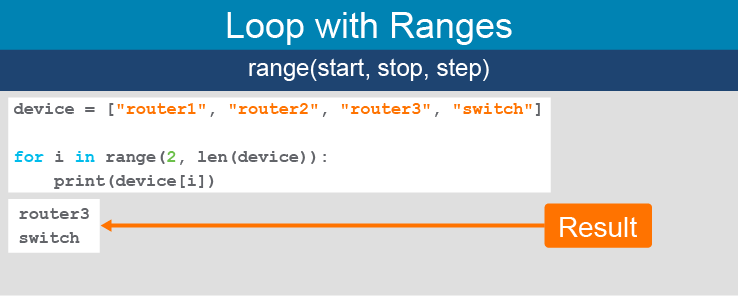 Loop with Ranges
range(start, stop, step)
device = ["router1", "router2", "router3", "switch"]
for i in range(2, len(device)):
    print(device[i])
router3
switch
Result